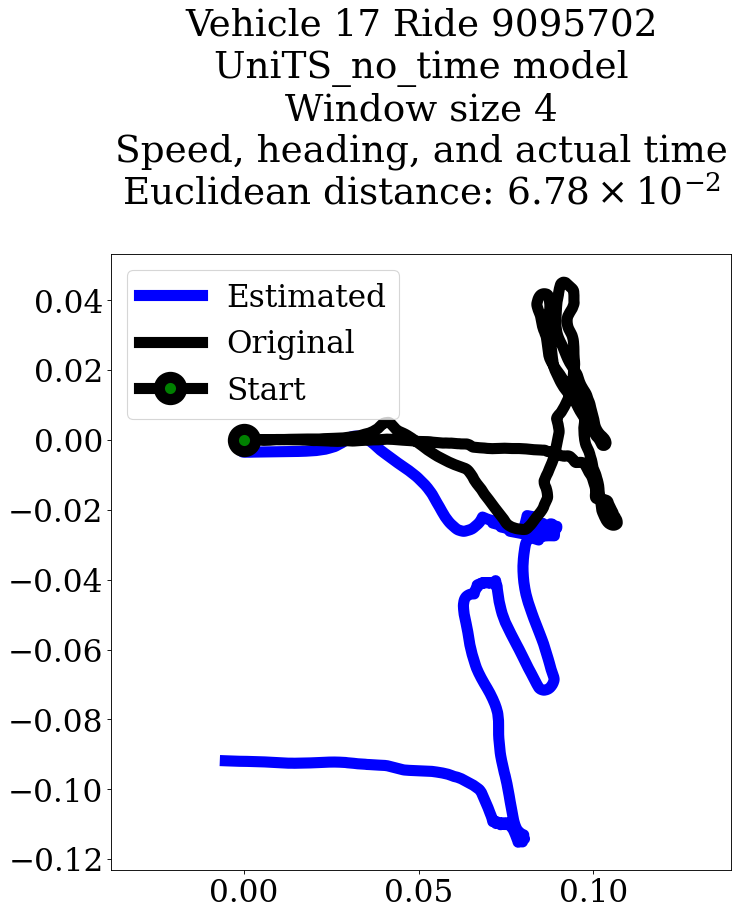 Vehicle 17 Ride 9095702
UniTS_no_time model
Window size 4
Speed, heading, and actual time
Euclidean distance: 6.78 × 10⁻²
Estimated
Original
Start
0.04
0.02
0.00
−0.02
−0.04
−0.06
−0.08
−0.10
−0.12
0.00 0.05 0.10